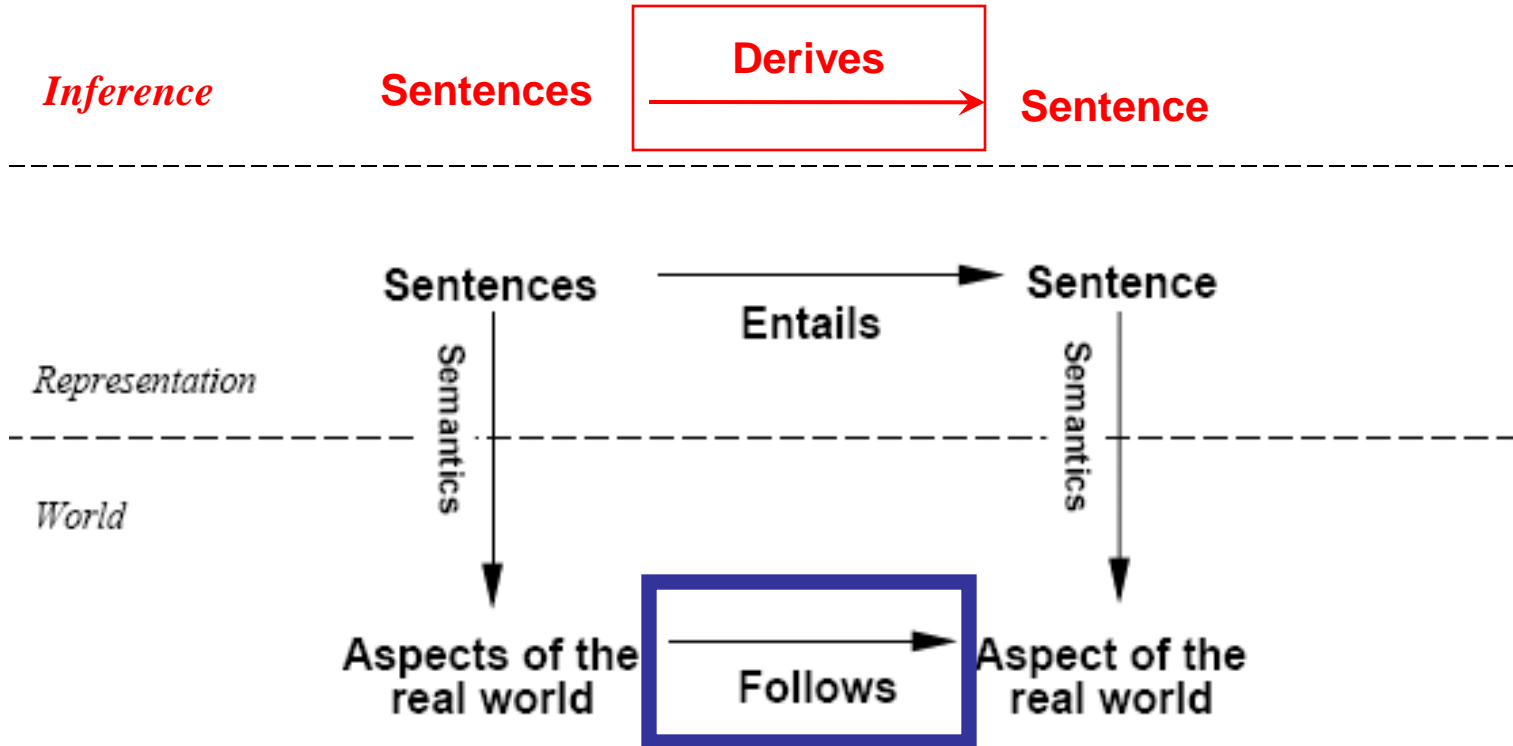 Inference
Sentences
Derives
Sentence
Sentences
Entails
Sentence
Representation
Semantics
Semantics
World
Aspects of the
real world
Follows
Aspect of the
real world